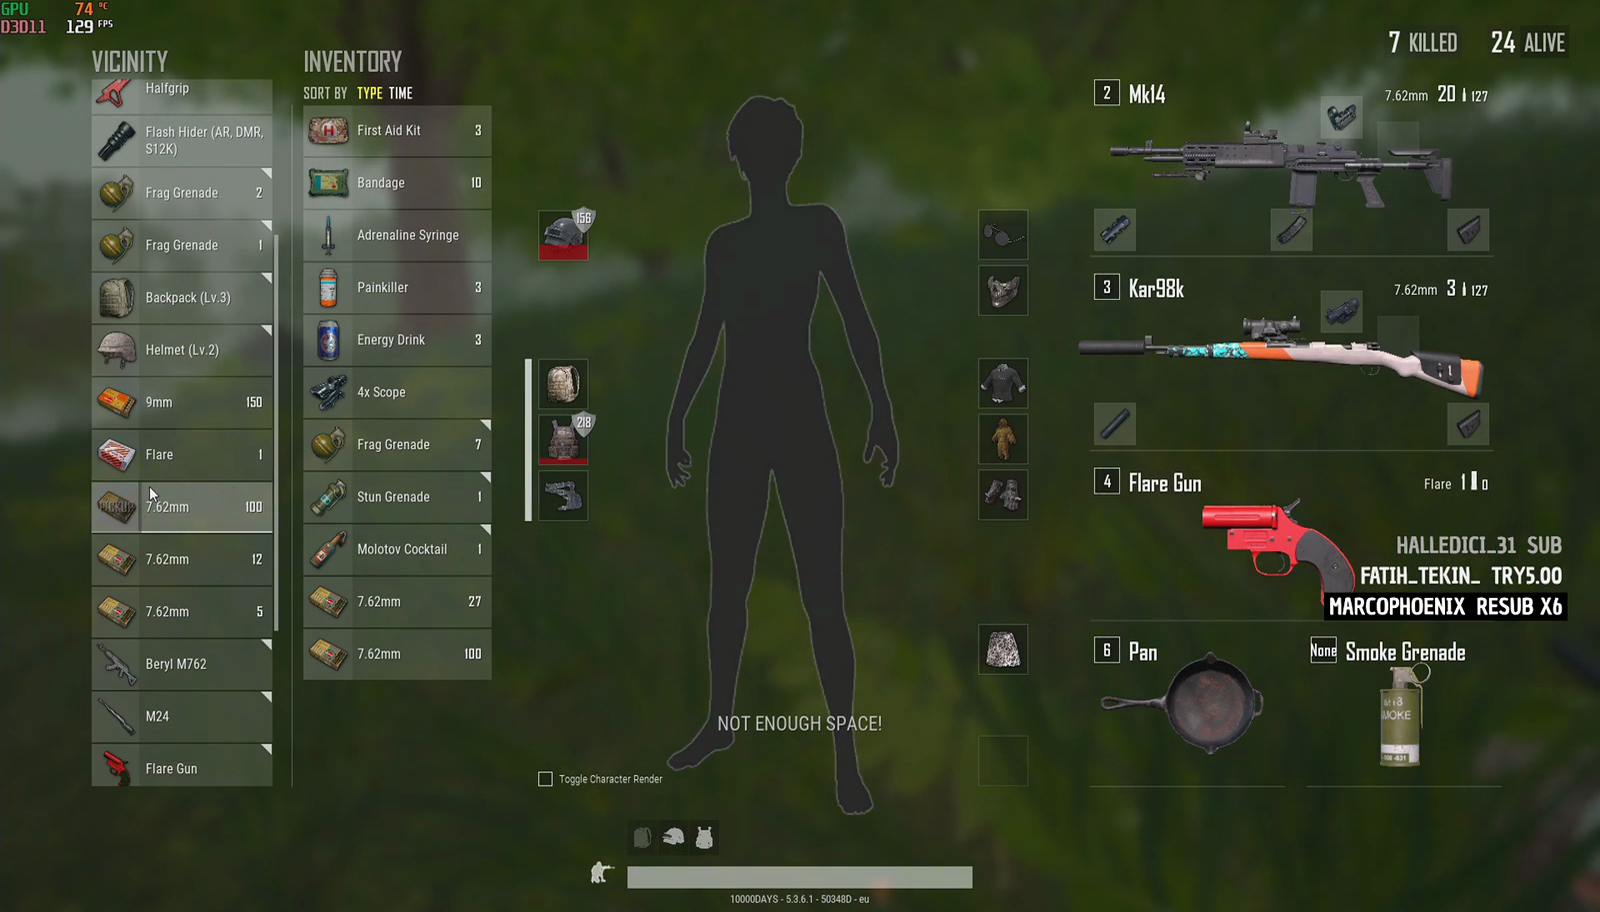 GPU 74 °C
D3D11 129 FPS
7 KILLED 24 ALIVE
VICINITY
Halfgrip
Flash Hider (AR, DMR,
S12K)
Frag Grenade 2
Frag Grenade 1
Backpack (Lv.3)
Helmet (Lv.2)
9mm 150
Flare 1
PICKUP
7.62mm 100
7.62mm 12
7.62mm 5
Beryl M762
M24
Flare Gun
INVENTORY
SORT BY TYPE TIME
First Aid Kit 3
Bandage 10
Adrenaline Syringe
Painkiller 3
Energy Drink 3
4x Scope
Frag Grenade 7
Stun Grenade 1
Molotov Cocktail 1
7.62mm 27
7.62mm 100
156
218
NOT ENOUGH SPACE!
Toggle Character Render
2 Mk14 7.62mm 20 127
3 Kar98k 7.62mm 3 127
4 Flare Gun Flare 1 0
HALLEDICI_31 SUB
FATIH_TEKIN_ TRY5.00
MARCOPHOENIX RESUB X6
6 Pan
None Smoke Grenade
M18
SMOKE
10000DAYS - 5.3.6.1 - 50348D - eu